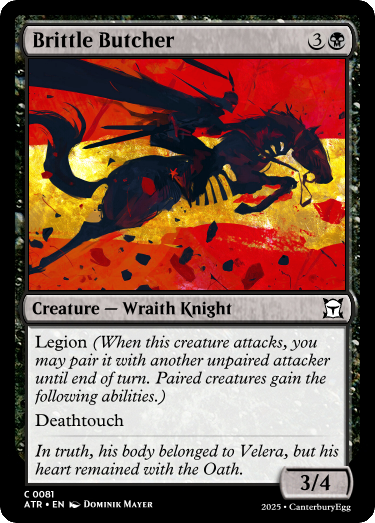 Brittle Butcher 3
Creature — Wraith Knight
Legion (When this creature attacks, you
may pair it with another unpaired attacker
until end of turn. Paired creatures gain the
following abilities.)
Deathtouch
In truth, his body belonged to Velera, but his
heart remained with the Oath.
3/4
C 0081
ATR • EN Dominik Mayer
2025 • CanterburyEgg